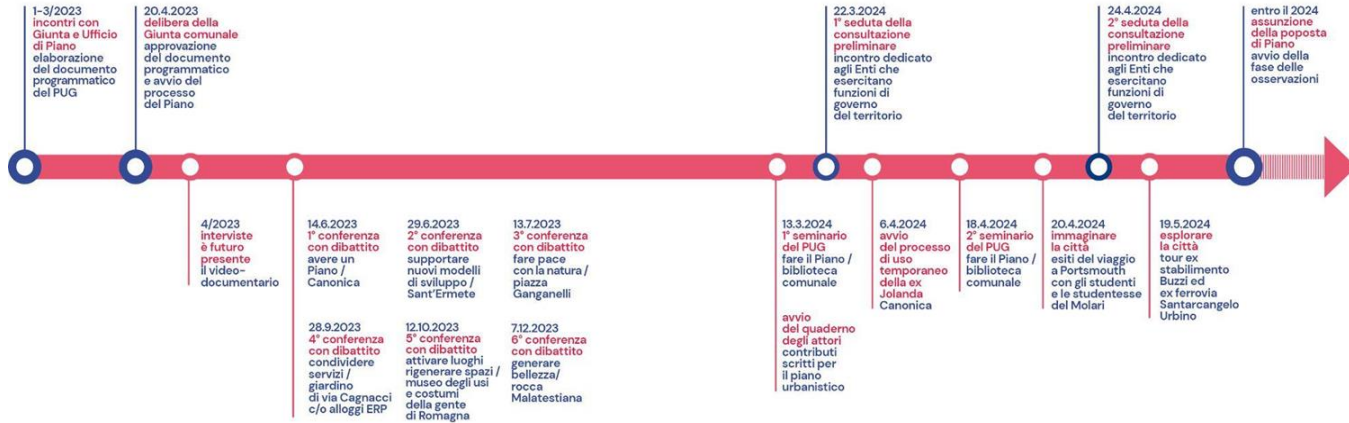 1-3/2023
incontri con
Giunta e Ufficio
di Piano
elaborazione
del documento
programmatico
del PUG
20.4.2023
delibera della
Giunta comunale
approvazione
del documento
programmatico
e avvio del
processo
del Piano
22.3.2024
1° seduta della
consultazione
preliminare
incontro dedicato
agli Enti che
esercitano
funzioni di
governo
del territorio
24.4.2024
2° seduta della
consultazione
preliminare
incontro dedicato
agli Enti che
esercitano
funzioni di
governo
del territorio
entro il 2024
assunzione
della poposta
di Piano
avvio della
fase delle
osservazioni
4/2023
interviste
è futuro
presente
il video-
documentario
14.6.2023
1° conferenza
con dibattito
avere un
Piano /
Canonica
29.6.2023
2° conferenza
con dibattito
supportare
nuovi modelli
di sviluppo /
Sant'Ermete
13.7.2023
3° conferenza
con dibattito
fare pace
con la natura /
piazza
Ganganelli
28.9.2023
4° conferenza
con dibattito
condividere
servizi /
giardino
di via Cagnacci
c/o alloggi ERP
12.10.2023
5° conferenza
con dibattito
attivare luoghi
rigenerare spazi /
museo degli usi
e costumi
della gente
di Romagna
7.12.2023
6° conferenza
con dibattito
generare
bellezza/
rocca
Malatestiana
13.3.2024
1° seminario
del PUG
fare il Piano /
biblioteca
comunale
avvio
del quaderno
degli attori
contributi
scritti per
il piano
urbanistico
6.4.2024
avvio
del processo
di uso
temporaneo
della ex
Jolanda
Canonica
18.4.2024
2° seminario
del PUG
fare il Piano /
biblioteca
comunale
20.4.2024
immaginare
la città
esiti del viaggio
a Portsmouth
con gli studenti
e le studentesse
del Molari
19.5.2024
esplorare
la città
tour ex
stabilimento
Buzzi ed
ex ferrovia
Santarcangelo
Urbino